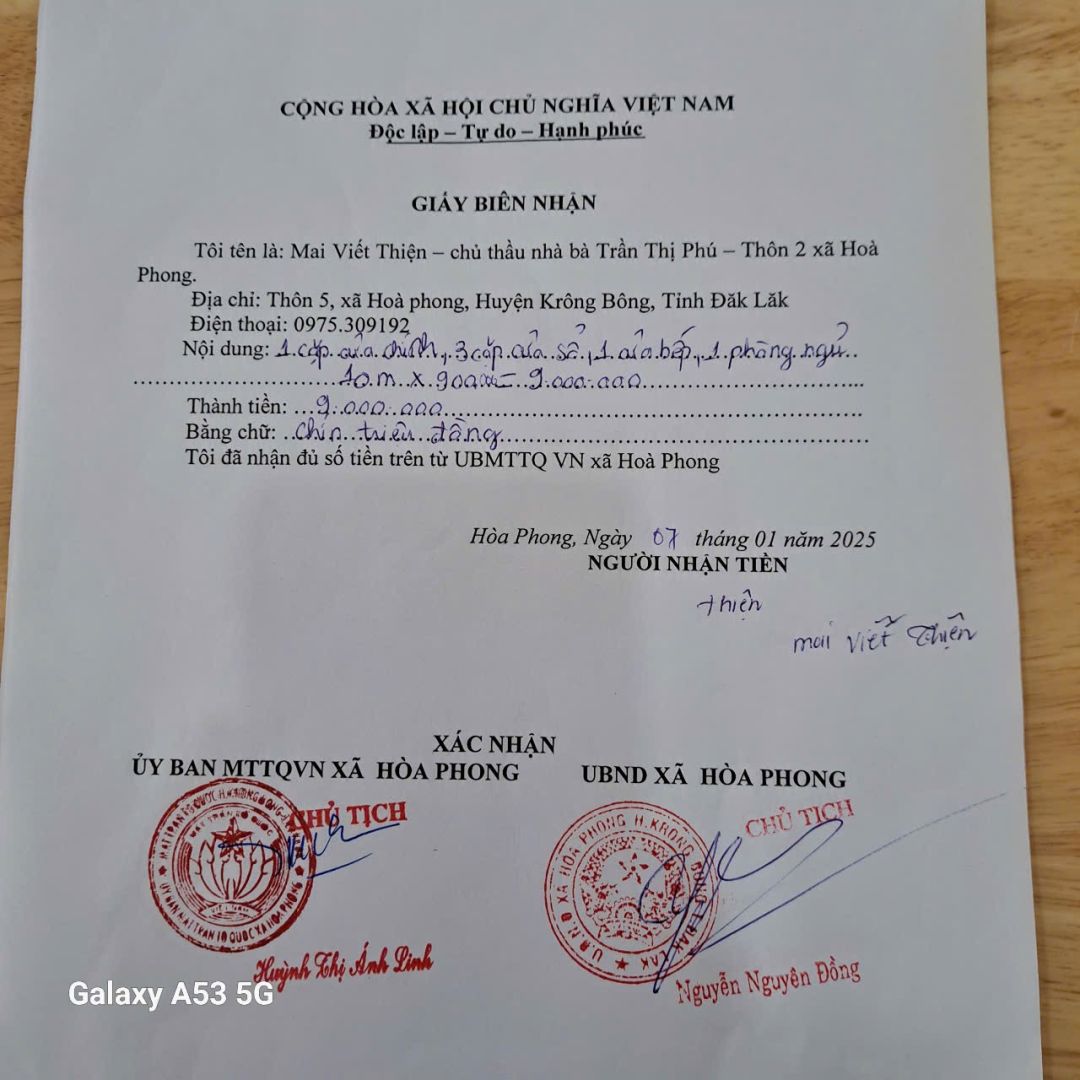 CỘNG HÒA XÃ HỘI CHỦ NGHĨA VIỆT NAM
Độc lập – Tự do – Hạnh phúc
GIẤY BIÊN NHẬN
Tôi tên là: Mai Viết Thiện – chủ thầu nhà bà Trần Thị Phú – Thôn 2 xã Hoà
Phong.
Địa chỉ: Thôn 5, xã Hoà phong, Huyện Krông Bông, Tỉnh Đăk Lăk
Điện thoại: 0975.309192
Nội dung: 1 cặp cửa chính, 3 cặp cửa sổ, 1 cửa bếp, 1 phòng ngủ
10 m x 900.000 = 9.000.000
Thành tiền: 9.000.000
Bằng chữ: Chín triệu đồng
Tôi đã nhận đủ số tiền trên từ UBMTTQ VN xã Hoà Phong
Hòa Phong, Ngày 07 tháng 01 năm 2025
NGƯỜI NHẬN TIỀN
Thiện
Mai Viết Thiện
XÁC NHẬN
ỦY BAN MTTQVN XÃ HÒA PHONG UBND XÃ HÒA PHONG
CHỦ TỊCH CHỦ TỊCH
Huỳnh Thị Ánh Linh
Nguyễn Nguyên Đồng
Galaxy A53 5G